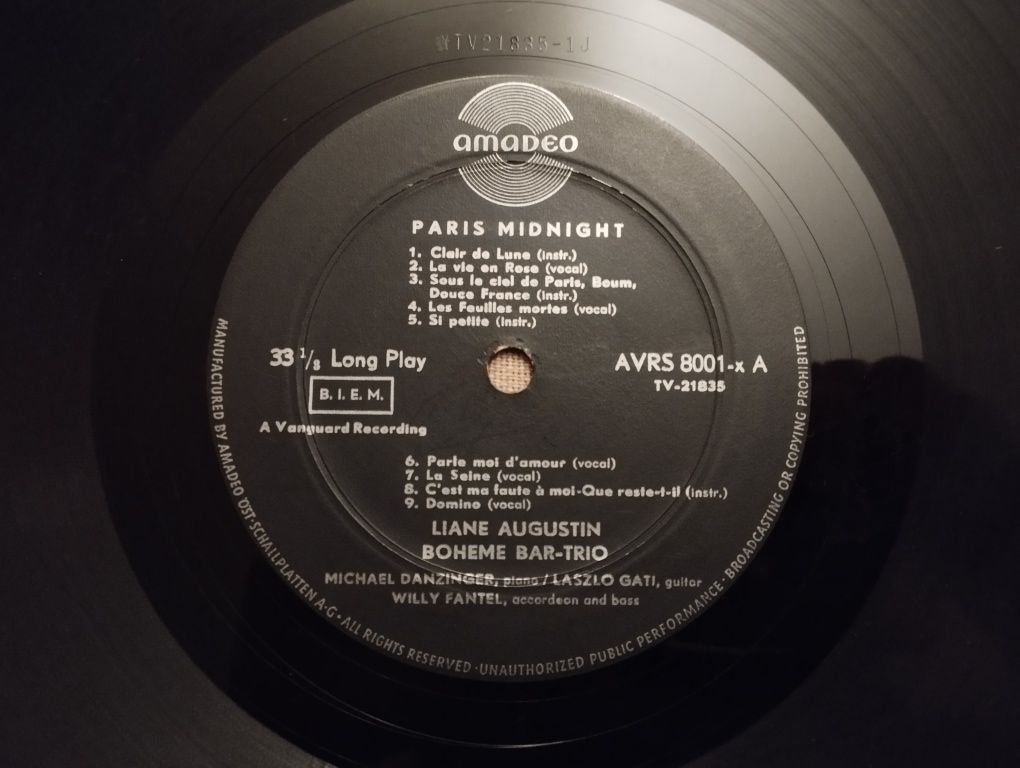 TV21835-1J
AMADEO
PARIS MIDNIGHT
1. Clair de Lune (instr.)
2. La vie en Rose (vocal)
3. Sous le ciel de Paris, Boum,
Douce France (instr.)
4. Les Feuilles mortes (vocal)
5. Si petite (instr.)
33 1/3 Long Play
AVRS 8001-x A
TV-21835
B. I. E. M.
A Vanguard Recording
6. Parle moi d'amour (vocal)
7. La Seine (vocal)
8. C'est ma faute à moi-Que reste-t-il (instr.)
9. Domino (vocal)
LIANE AUGUSTIN
BOHEME BAR-TRIO
MICHAEL DANZINGER, piano / LASZLO GATI, guitar
WILLY FANTEL, accordeon and bass
MANUFACTURED BY AMADEO ÖST·SCHALLPLATTEN A·G·ALL RIGHTS RESERVED·UNAUTHORIZED PUBLIC PERFORMANCE·BROADCASTING OR COPYING PROHIBITED